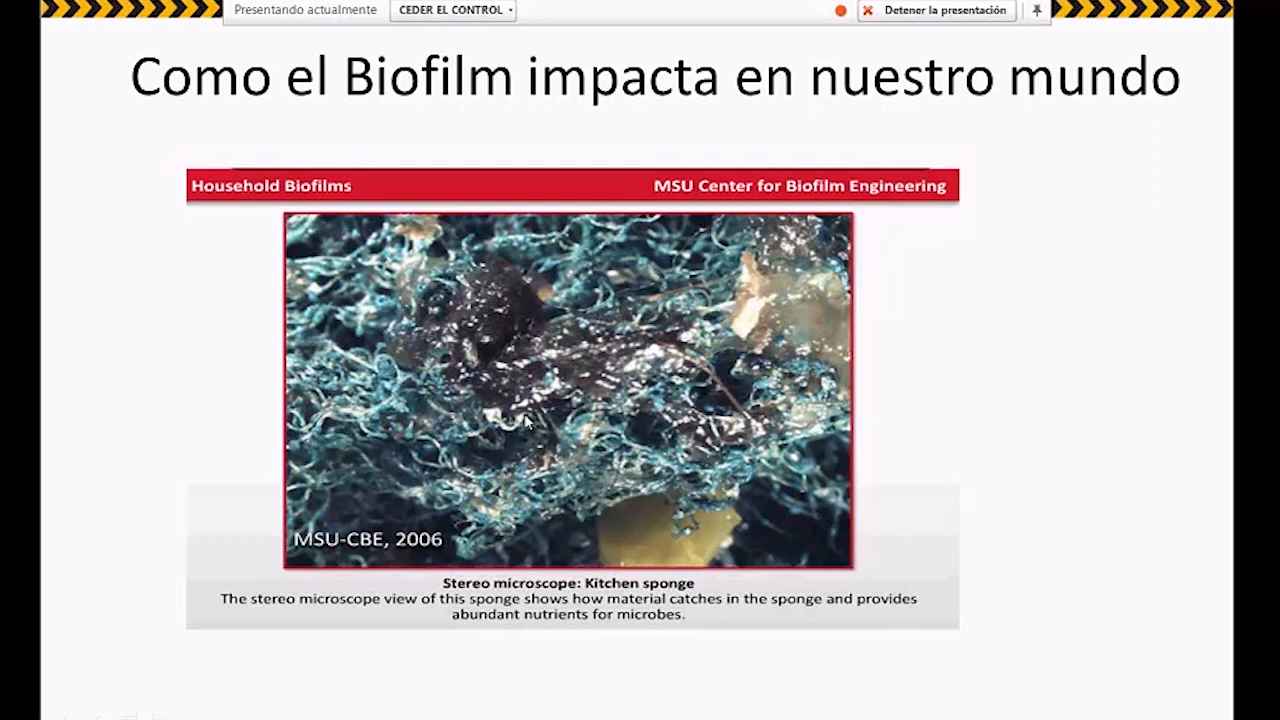 Presentando actualmente CEDER EL CONTROL Detener la presentación
Como el Biofilm impacta en nuestro mundo
Household Biofilms MSU Center for Biofilm Engineering
MSU-CBE, 2006
Stereo microscope: Kitchen sponge
The stereo microscope view of this sponge shows how material catches in the sponge and provides
abundant nutrients for microbes.